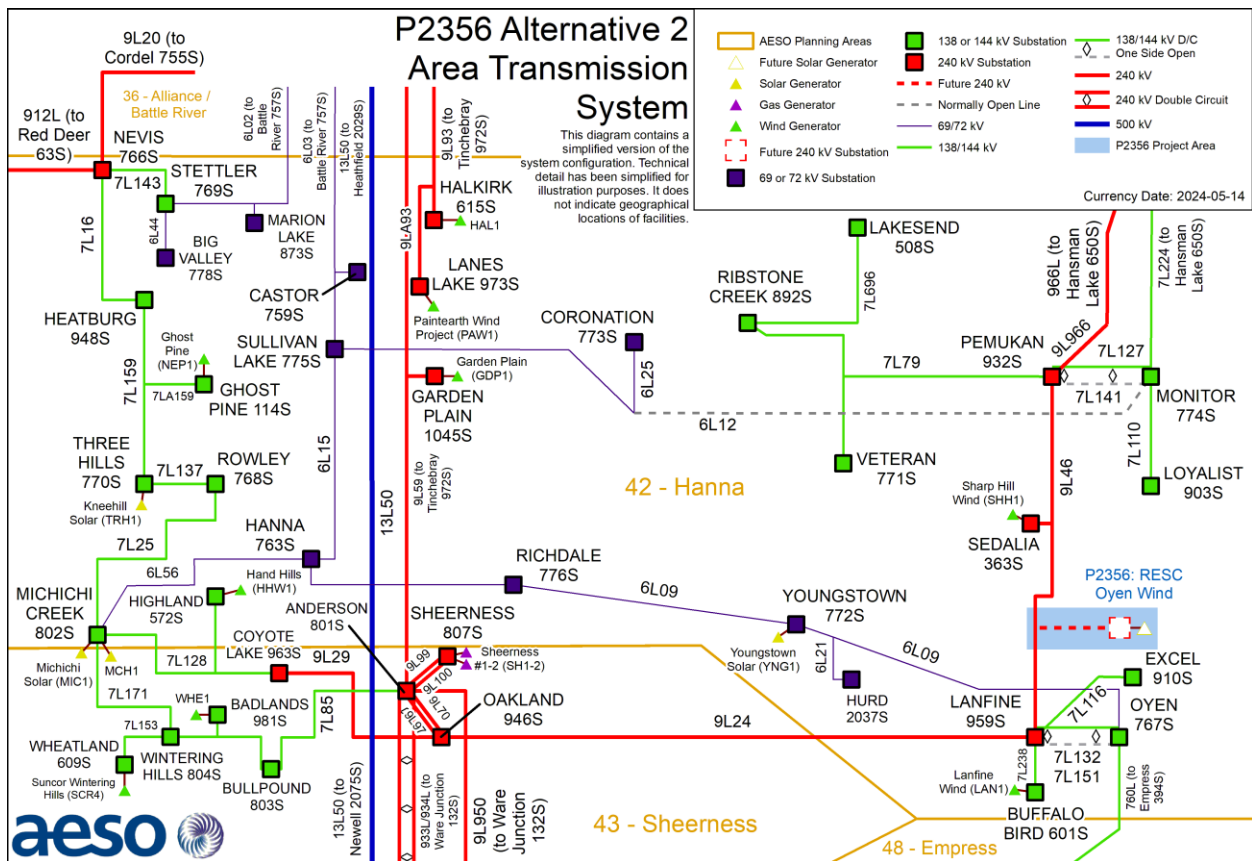 P2356 Alternative 2
Area Transmission
System
This diagram contains a
simplified version of the
system configuration. Technical
detail has been simplified for
illustration purposes. It does
not indicate geographical
locations of facilities.
AESO Planning Areas
Future Solar Generator
Solar Generator
Gas Generator
Wind Generator
Future 240 kV Substation
69 or 72 kV Substation
138 or 144 kV Substation
240 kV Substation
Future 240 kV
Normally Open Line
69/72 kV
138/144 kV
138/144 kV D/C
One Side Open
240 kV
240 kV Double Circuit
500 kV
P2356 Project Area
Currency Date: 2024-05-14
9L20 (to
Cordel 755S)
36 - Alliance /
Battle River
912L (to
Red Deer
63S)
NEVIS
766S
7L143
STETTLER
769S
6L02 (to
Battle
River 757S)
6L03 (to
Battle River 757S)
13L50 (to
Heathfield 2029S)
9L93 (to
Tinchebray
972S)
7L16
6L44
BIG
VALLEY
778S
MARION
LAKE
873S
CASTOR
759S
9LA93
HALKIRK
615S
HAL1
LANES
LAKE 973S
Paintearth Wind
Project (PAW1)
LAKESEND
508S
7L696
RIBSTONE
CREEK 892S
966L (to
Hansman
Lake 650S)
7L224 (to
Hansman
Lake 650S)
HEATBURG
948S
SULLIVAN
LAKE 775S
CORONATION
773S
6L25
PEMUKAN
932S
9L966
7L127
Ghost
Pine
(NEP1)
7L159
7LA159
GHOST
PINE 114S
Garden Plain
(GDP1)
GARDEN
PLAIN
1045S
7L79
7L141
MONITOR
774S
6L12
7L110
THREE
HILLS
770S
7L137
ROWLEY
768S
6L15
9L59 (to
Tinchebray
972S)
VETERAN
771S
9L46
LOYALIST
903S
Kneehill
Solar (TRH1)
13L50
42 - Hanna
Sharp Hill
Wind (SHH1)
SEDALIA
363S
7L25
HANNA
763S
RICHDALE
776S
6L56
6L09
P2356: RESC
Oyen Wind
MICHICHI
CREEK
802S
HIGHLAND
572S
Hand Hills
(HHW1)
ANDERSON
801S
SHEERNESS
807S
YOUNGSTOWN
772S
Youngstown
Solar (YNG1)
6L21
6L09
Michichi
Solar (MIC1)
MCH1
7L128
COYOTE
LAKE 963S
9L29
9L99
9L100
Sheerness
#1-2 (SH1-2)
EXCEL
910S
7L171
WHE1
BADLANDS
981S
7L85
9L70
9L97
OAKLAND
946S
HURD
2037S
LANFINE
959S
7L116
OYEN
767S
7L153
9L24
WHEATLAND
609S
WINTERING
HILLS 804S
7L238
7L132
7L151
Suncor Wintering
Hills (SCR4)
BULLPOUND
803S
13L50 (to
Newell 2075S)
933L/934L (to
Ware Junction
132S)
9L950
(to Ware
Junction
132S)
43 - Sheerness
Lanfine
Wind (LAN1)
BUFFALO
BIRD 601S
760L (to
Empress
394S)
48 - Empress
aeso